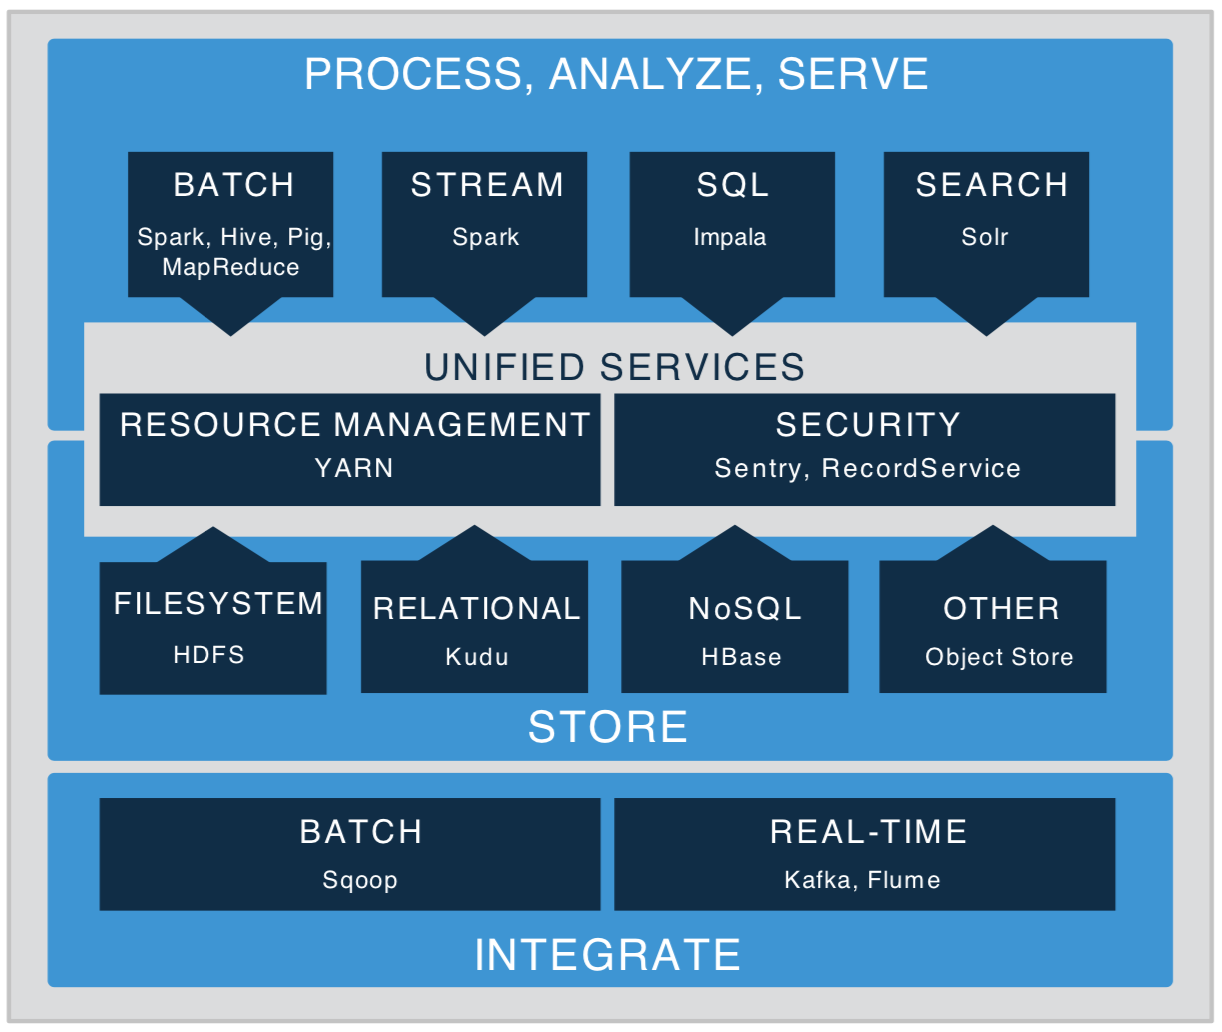 PROCESS, ANALYZE, SERVE
BATCH
Spark, Hive, Pig,
MapReduce
STREAM
Spark
SQL
Impala
SEARCH
Solr
UNIFIED SERVICES
RESOURCE MANAGEMENT
YARN
SECURITY
Sentry, RecordService
FILESYSTEM
HDFS
RELATIONAL
Kudu
NoSQL
HBase
OTHER
Object Store
STORE
BATCH
Sqoop
REAL-TIME
Kafka, Flume
INTEGRATE